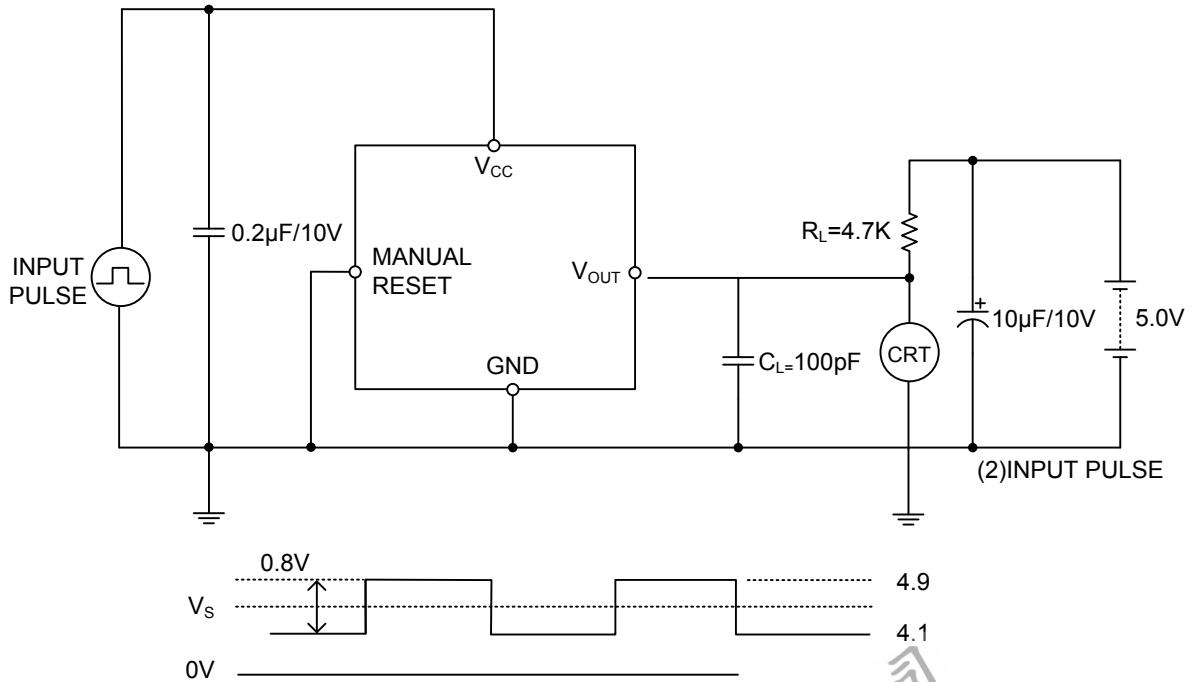 VCC
0.2µF/10V
INPUT
PULSE
MANUAL
RESET
VOUT
GND
RL=4.7K
CL=100pF
CRT
+
10µF/10V
5.0V
(2)INPUT PULSE
0.8V
VS
4.9
4.1
0V
司